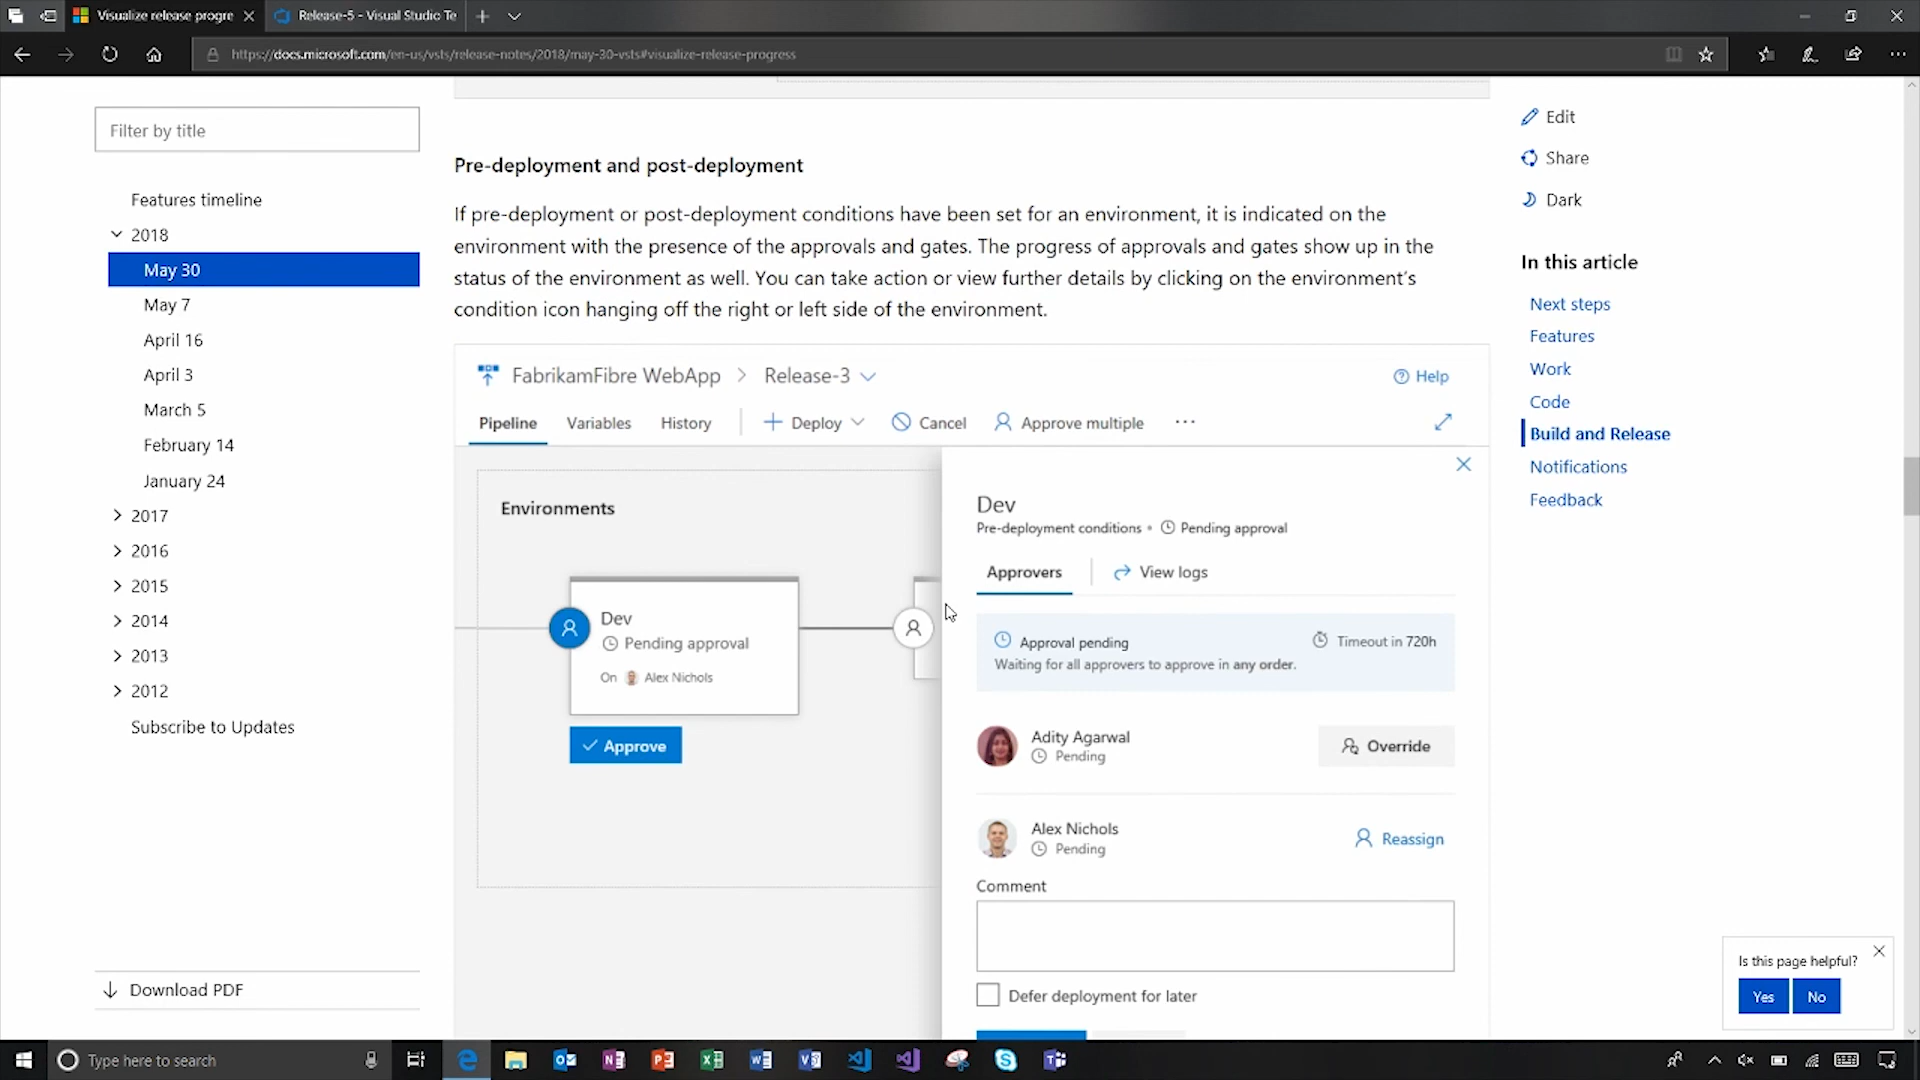 Visualize release progre
Release-5 - Visual Studio Te
https://docs.microsoft.com/en-us/vsts/release-notes/2018/may-30-vsts#visualize-release-progress
Filter by title
Features timeline
2018
May 30
May 7
April 16
April 3
March 5
February 14
January 24
2017
2016
2015
2014
2013
2012
Subscribe to Updates
Download PDF
Pre-deployment and post-deployment
If pre-deployment or post-deployment conditions have been set for an environment, it is indicated on the
environment with the presence of the approvals and gates. The progress of approvals and gates show up in the
status of the environment as well. You can take action or view further details by clicking on the environment's
condition icon hanging off the right or left side of the environment.
FabrikamFibre WebApp > Release-3
Help
Pipeline Variables History Deploy Cancel Approve multiple ...
Environments
Dev
Pending approval
On Alex Nichols
Approve
Dev
Pre-deployment conditions • Pending approval
Approvers View logs
Approval pending Timeout in 720h
Waiting for all approvers to approve in any order.
Adity Agarwal
Pending
Override
Alex Nichols
Pending
Reassign
Comment
Defer deployment for later
Edit
Share
Dark
In this article
Next steps
Features
Work
Code
Build and Release
Notifications
Feedback
Is this page helpful?
Yes No
Type here to search